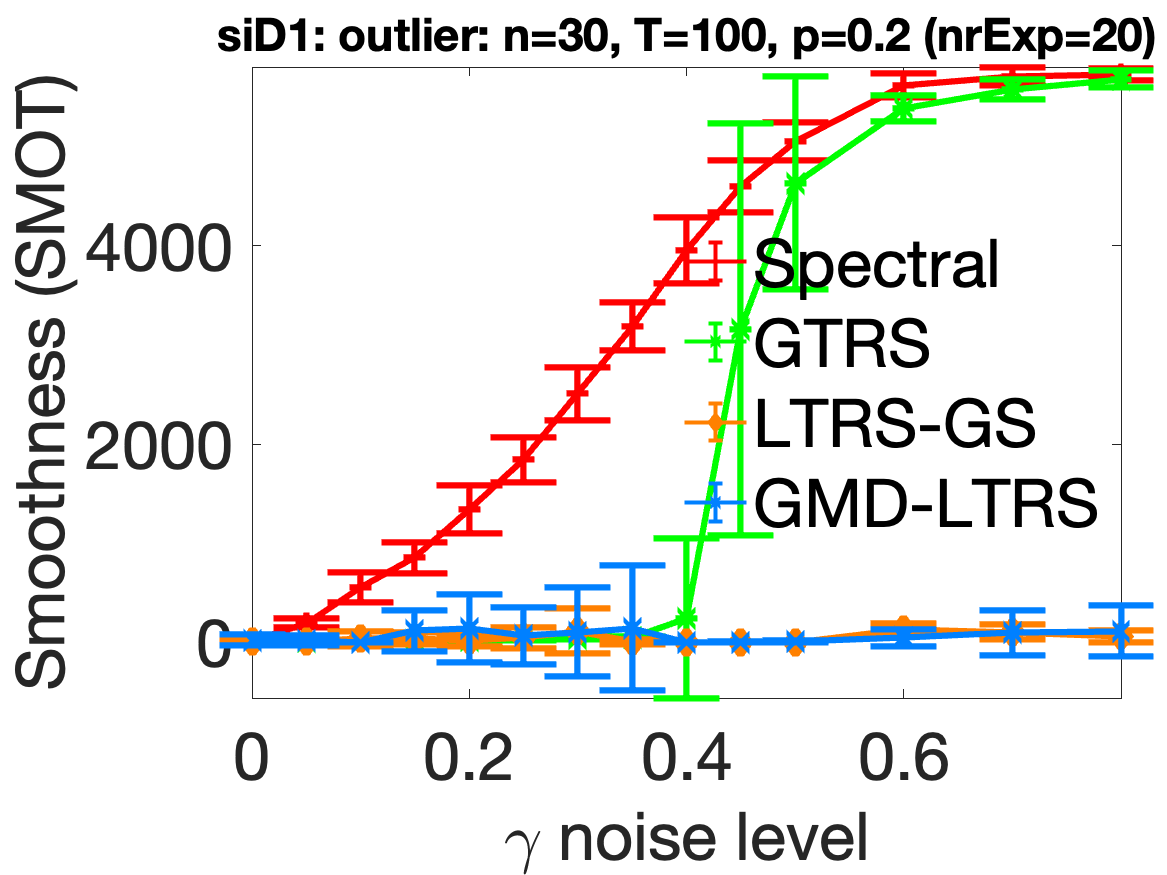 siD1: outlier: n=30, T=100, p=0.2 (nrExp=20)
Smoothness (SMOT)
4000
2000
0
Spectral
GTRS
LTRS-GS
GMD-LTRS
0 0.2 0.4 0.6
γ noise level